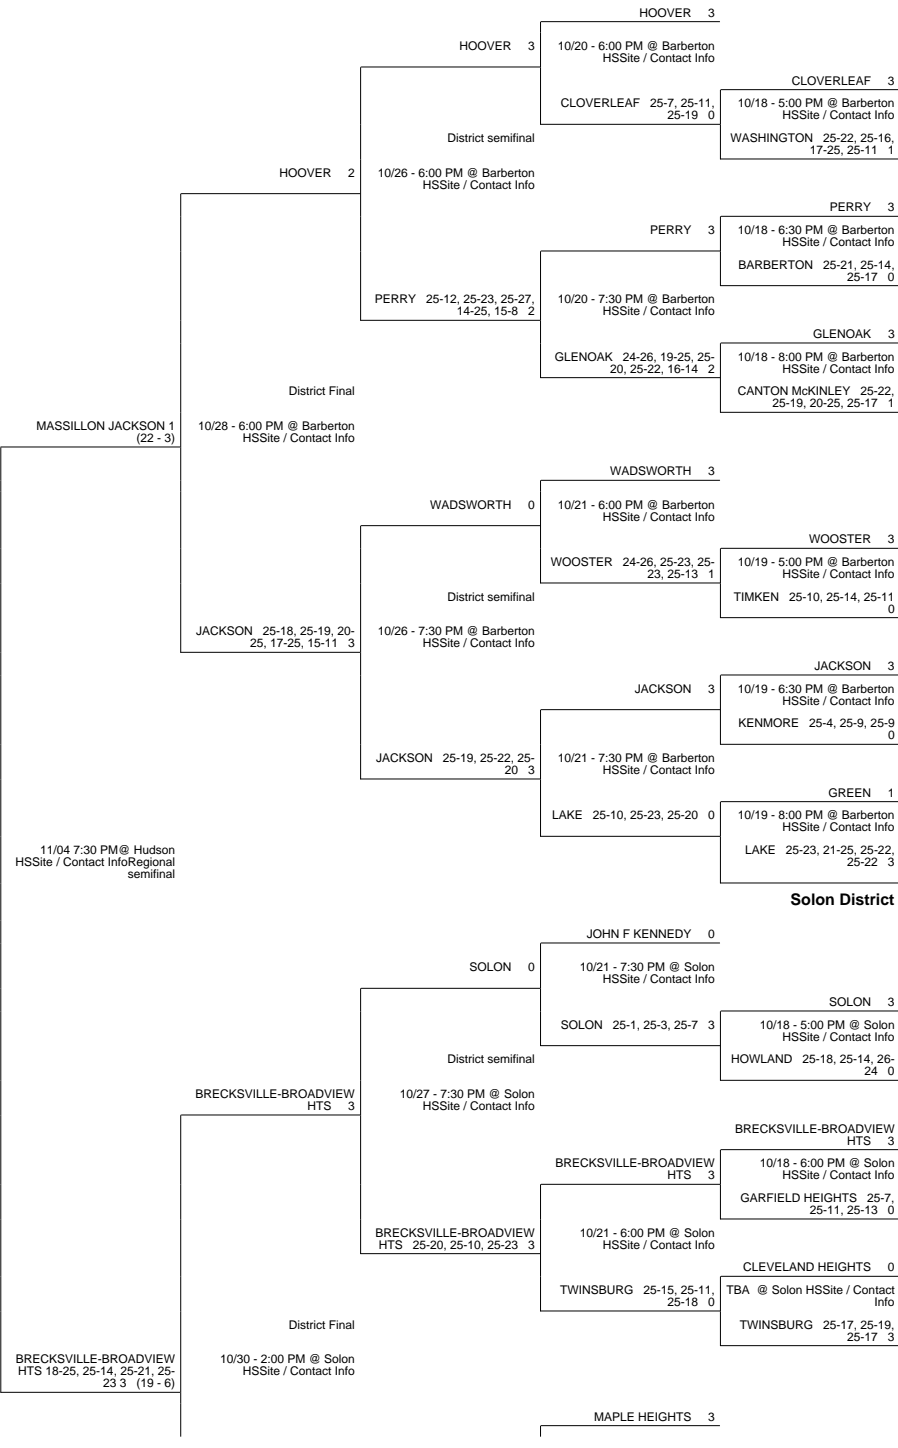 HOOVER 3
HOOVER 3
10/20 - 6:00 PM @ Barberton
HSSite / Contact Info
CLOVERLEAF 3
CLOVERLEAF 25-7, 25-11,
25-19 0
10/18 - 5:00 PM @ Barberton
HSSite / Contact Info
District semifinal
WASHINGTON 25-22, 25-16,
17-25, 25-11 1
HOOVER 2
10/26 - 6:00 PM @ Barberton
HSSite / Contact Info
PERRY 3
PERRY 3
10/18 - 6:30 PM @ Barberton
HSSite / Contact Info
BARBERTON 25-21, 25-14,
25-17 0
PERRY 25-12, 25-23, 25-27,
14-25, 15-8 2
10/20 - 7:30 PM @ Barberton
HSSite / Contact Info
GLENOAK 3
GLENOAK 24-26, 19-25, 25-
20, 25-22, 16-14 2
10/18 - 8:00 PM @ Barberton
HSSite / Contact Info
District Final
CANTON McKINLEY 25-22,
25-19, 20-25, 25-17 1
MASSILLON JACKSON 1
(22 - 3)
10/28 - 6:00 PM @ Barberton
HSSite / Contact Info
WADSWORTH 3
WADSWORTH 0
10/21 - 6:00 PM @ Barberton
HSSite / Contact Info
WOOSTER 3
WOOSTER 24-26, 25-23, 25-
23, 25-13 1
10/19 - 5:00 PM @ Barberton
HSSite / Contact Info
District semifinal
TIMKEN 25-10, 25-14, 25-11
0
JACKSON 25-18, 25-19, 20-
25, 17-25, 15-11 3
10/26 - 7:30 PM @ Barberton
HSSite / Contact Info
JACKSON 3
JACKSON 3
10/19 - 6:30 PM @ Barberton
HSSite / Contact Info
KENMORE 25-4, 25-9, 25-9
0
JACKSON 25-19, 25-22, 25-
20 3
10/21 - 7:30 PM @ Barberton
HSSite / Contact Info
GREEN 1
LAKE 25-10, 25-23, 25-20 0
10/19 - 8:00 PM @ Barberton
HSSite / Contact Info
11/04 7:30 PM@ Hudson
HSSite / Contact InfoRegional
semifinal
LAKE 25-23, 21-25, 25-22,
25-22 3
Solon District
JOHN F KENNEDY 0
SOLON 0
10/21 - 7:30 PM @ Solon
HSSite / Contact Info
SOLON 3
SOLON 25-1, 25-3, 25-7 3
10/18 - 5:00 PM @ Solon
HSSite / Contact Info
District semifinal
HOWLAND 25-18, 25-14, 26-
24 0
BRECKSVILLE-BROADVIEW
HTS 3
10/27 - 7:30 PM @ Solon
HSSite / Contact Info
BRECKSVILLE-BROADVIEW
HTS 3
BRECKSVILLE-BROADVIEW
HTS 3
10/18 - 6:00 PM @ Solon
HSSite / Contact Info
GARFIELD HEIGHTS 25-7,
25-11, 25-13 0
BRECKSVILLE-BROADVIEW
HTS 25-20, 25-10, 25-23 3
10/21 - 6:00 PM @ Solon
HSSite / Contact Info
CLEVELAND HEIGHTS 0
TWINSBURG 25-15, 25-11,
25-18 0
TBA @ Solon HSSite / Contact
Info
District Final
TWINSBURG 25-17, 25-19,
25-17 3
BRECKSVILLE-BROADVIEW
HTS 18-25, 25-14, 25-21, 25-
23 3 (19 - 6)
10/30 - 2:00 PM @ Solon
HSSite / Contact Info
MAPLE HEIGHTS 3